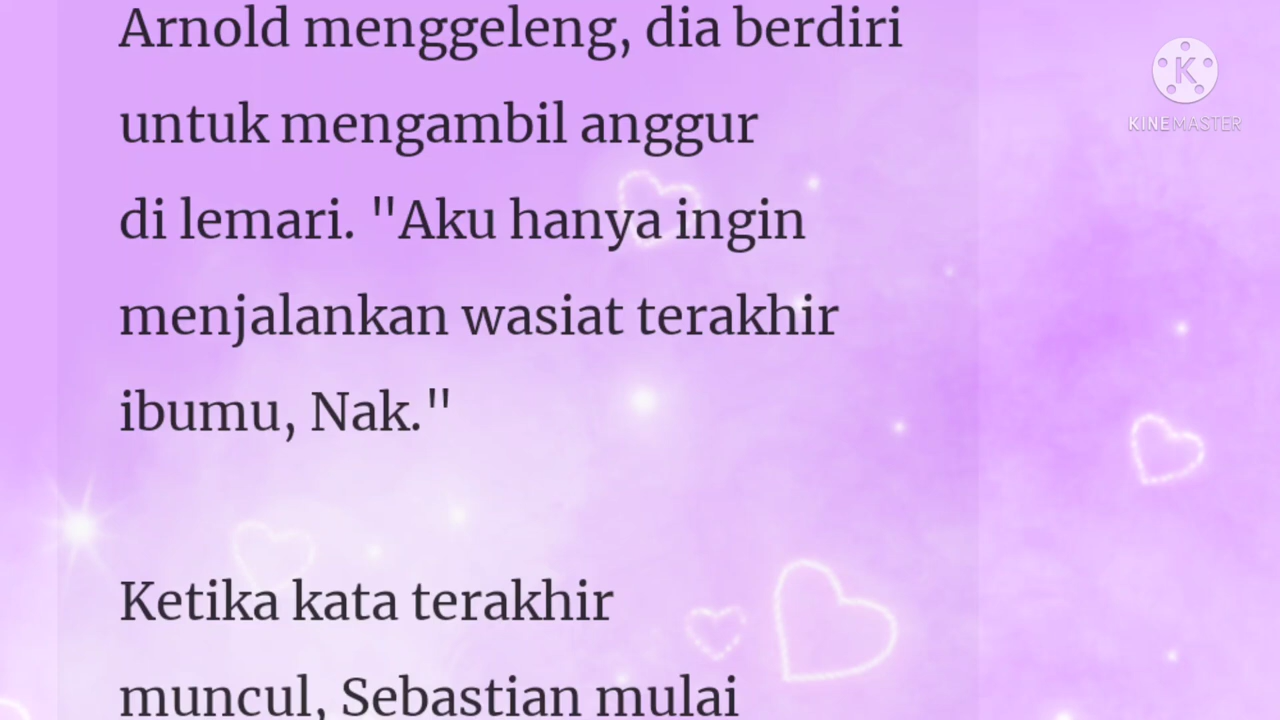 Arnold menggeleng, dia berdiri
untuk mengambil anggur
di lemari. "Aku hanya ingin
menjalankan wasiat terakhir
ibumu, Nak."
Ketika kata terakhir
muncul, Sebastian mulai
K
KINEMASTER